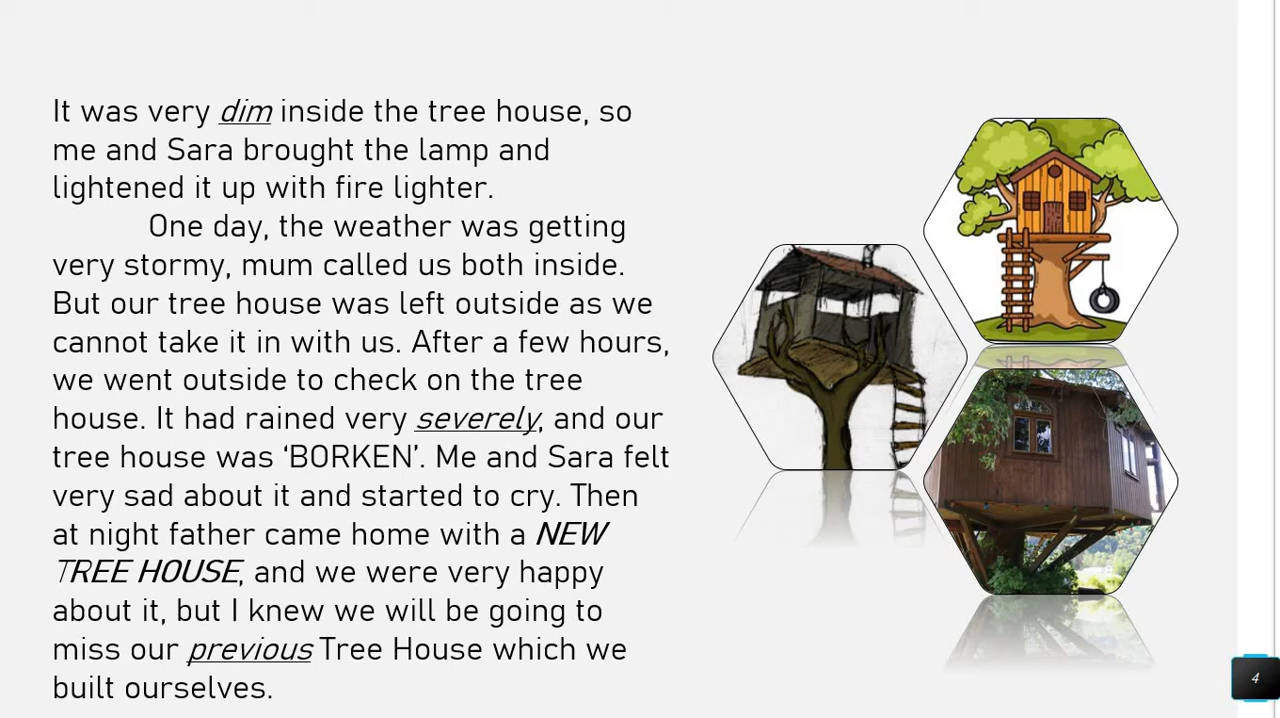 It was very dim inside the tree house, so
me and Sara brought the lamp and
lightened it up with fire lighter.
One day, the weather was getting
very stormy, mum called us both inside.
But our tree house was left outside as we
cannot take it in with us. After a few hours,
we went outside to check on the tree
house. It had rained very severely, and our
tree house was ‘BORKEN’. Me and Sara felt
very sad about it and started to cry. Then
at night father came home with a NEW
TREE HOUSE, and we were very happy
about it, but I knew we will be going to
miss our previous Tree House which we
built ourselves.
4